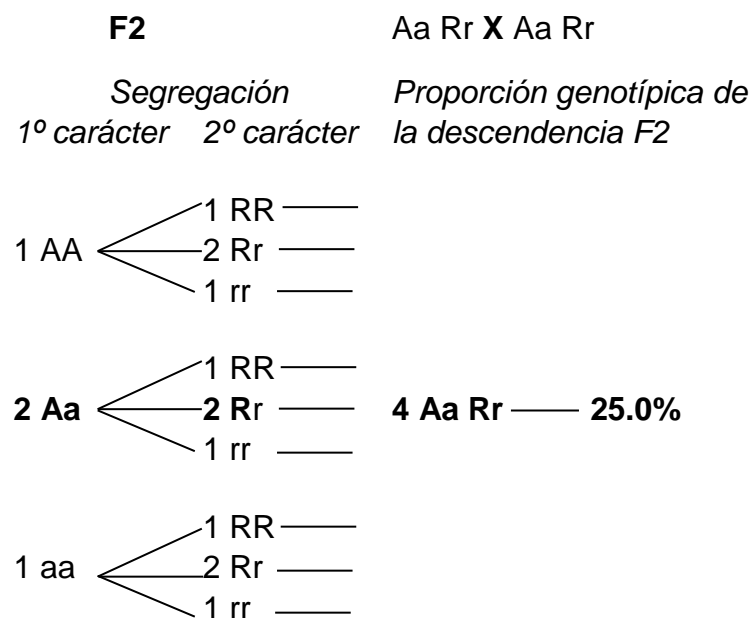 F2 Aa Rr X Aa Rr
Segregación Proporción genotípica de
1º carácter 2º carácter la descendencia F2
1 RR
1 AA 2 Rr
1 rr
1 RR
2 Aa 2 Rr 4 Aa Rr 25.0%
1 rr
1 RR
1 aa 2 Rr
1 rr